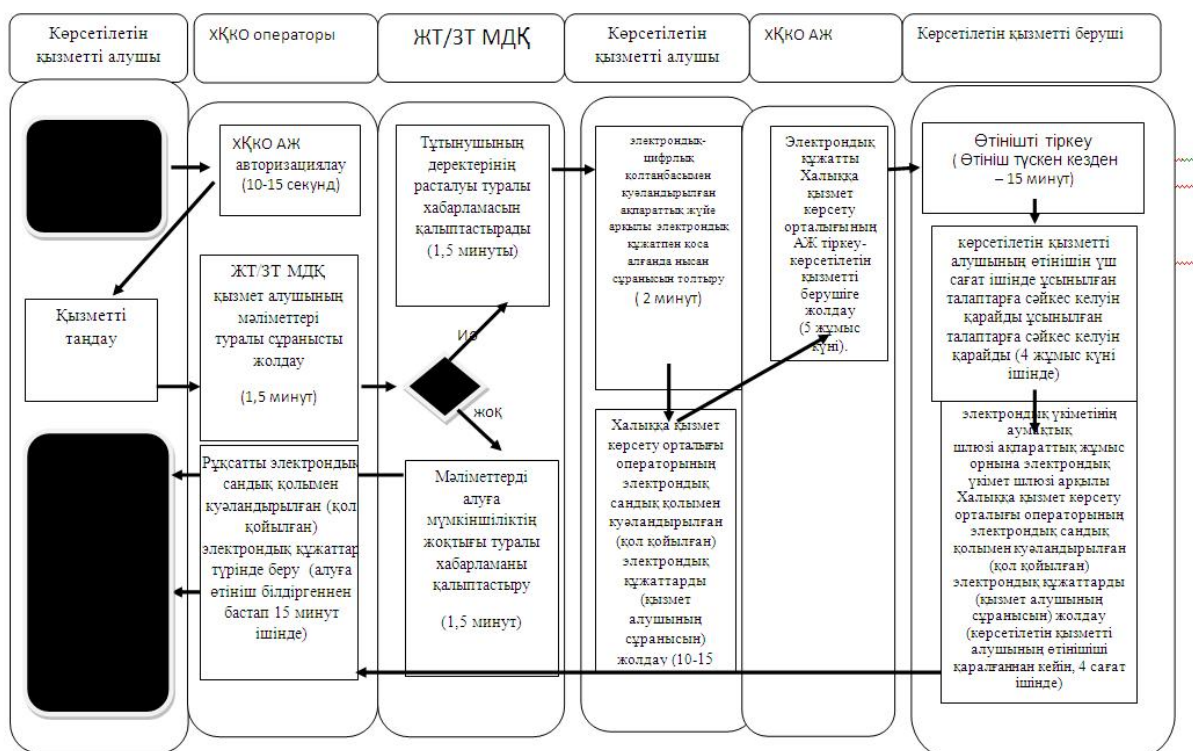 Көрсетілетін
қызметті алушы
ХҚКО операторы
ЖТ/ЗТ МДҚ
Көрсетілетін
қызметті алушы
ХҚКО АЖ
Көрсетілетін қызметті беруші
ХҚКО АЖ
авторизациялау
(10-15 секунд)
Қызметті
таңдау
ЖТ/ЗТ МДҚ
қызмет алушының
мәліметтері
туралы сұранысты
жолдау
(1,5 минут)
Рұқсатты электрондық
сандық қолымен
куәландырылған (қол
қойылған)
электрондық құжаттар
түрінде беру (алуға
өтініш білдіргеннен
бастап 15 минут
ішінде)
Тұтынушының
деректерінің
расталуы туралы
хабарламасын
қалыптастырады
(1,5 минуты)
Ио
жоқ
Мәліметтерді
алуға
мүмкіншіліктің
жоқтығы туралы
хабарламаны
қалыптастыру
(1,5 минут)
электрондық-
цифрлық
қолтанбасымен
куәландырылған
ақпараттық жүйе
арқылы электрондық
құжатпен қоса
алғанда нысан
сұранысын толтыру
( 2 минут)
Халыққа қызмет
көрсету орталығы
операторының
электрондық
сандық қолымен
куәландырылған
(қол қойылған)
электрондық
құжаттарды
(қызмет
алушының
сұранысын)
жолдау (10-15
Электрондық
құжатты
Халыққа
қызмет
көрсету
орталығының
АЖ тіркеу-
көрсетілетін
қызметті
берушіге
жолдау
(5 жұмыс
күні).
Өтінішті тіркеу
( Өтініш түскен кезден
– 15 минут)
көрсетілетін қызметті
алушының өтінішін үш
сағат ішінде ұсынылған
талаптарға сәйкес келуін
қарайды ұсынылған
талаптарға сәйкес келуін
қарайды (4 жұмыс күні
ішінде)
электрондық үкіметінің
аумақтық
шлюзі ақпараттық жұмыс
орнына электрондық
үкімет шлюзі арқылы
Халыққа қызмет көрсету
орталығы операторының
электрондық сандық
қолымен куәландырылған
(қол қойылған)
электрондық құжаттарды
(қызмет алушының
сұранысын) жолдау
(көрсетілетін қызметті
алушының өтінішіші
қаралғаннан кейін, 4 сағат
ішінде)